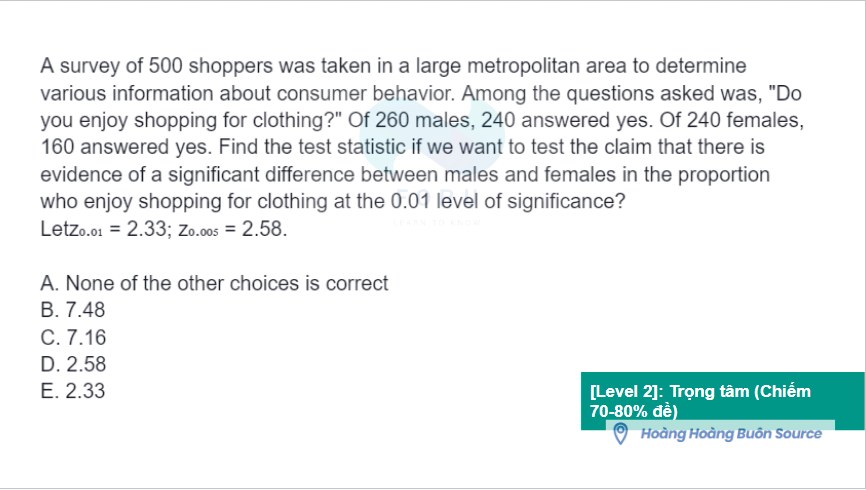 A survey of 500 shoppers was taken in a large metropolitan area to determine
various information about consumer behavior. Among the questions asked was, "Do
you enjoy shopping for clothing?" Of 260 males, 240 answered yes. Of 240 females,
160 answered yes. Find the test statistic if we want to test the claim that there is
evidence of a significant difference between males and females in the proportion
who enjoy shopping for clothing at the 0.01 level of significance?
Letz₀.₀₁ = 2.33; z₀.₀₀₅ = 2.58.
A. None of the other choices is correct
B. 7.48
C. 7.16
D. 2.58
E. 2.33
[Level 2]: Trọng tâm (Chiếm
70-80% đề)
Hoàng Hoàng Buôn Source